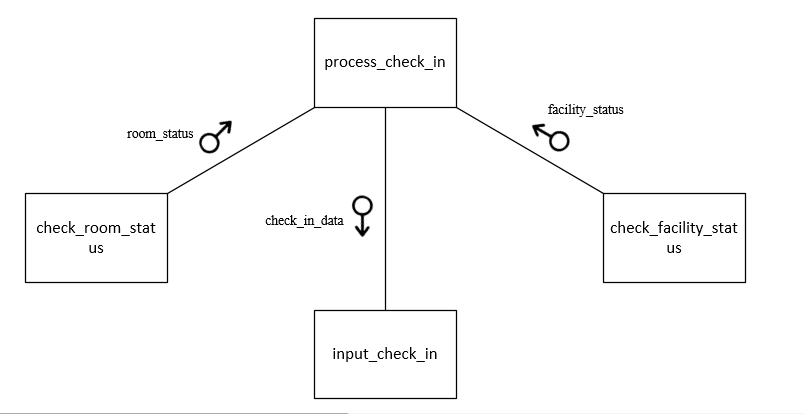 process_check_in
facility_status
room_status
check_in_data
check_room_stat
us
check_facility_stat
us
input_check_in